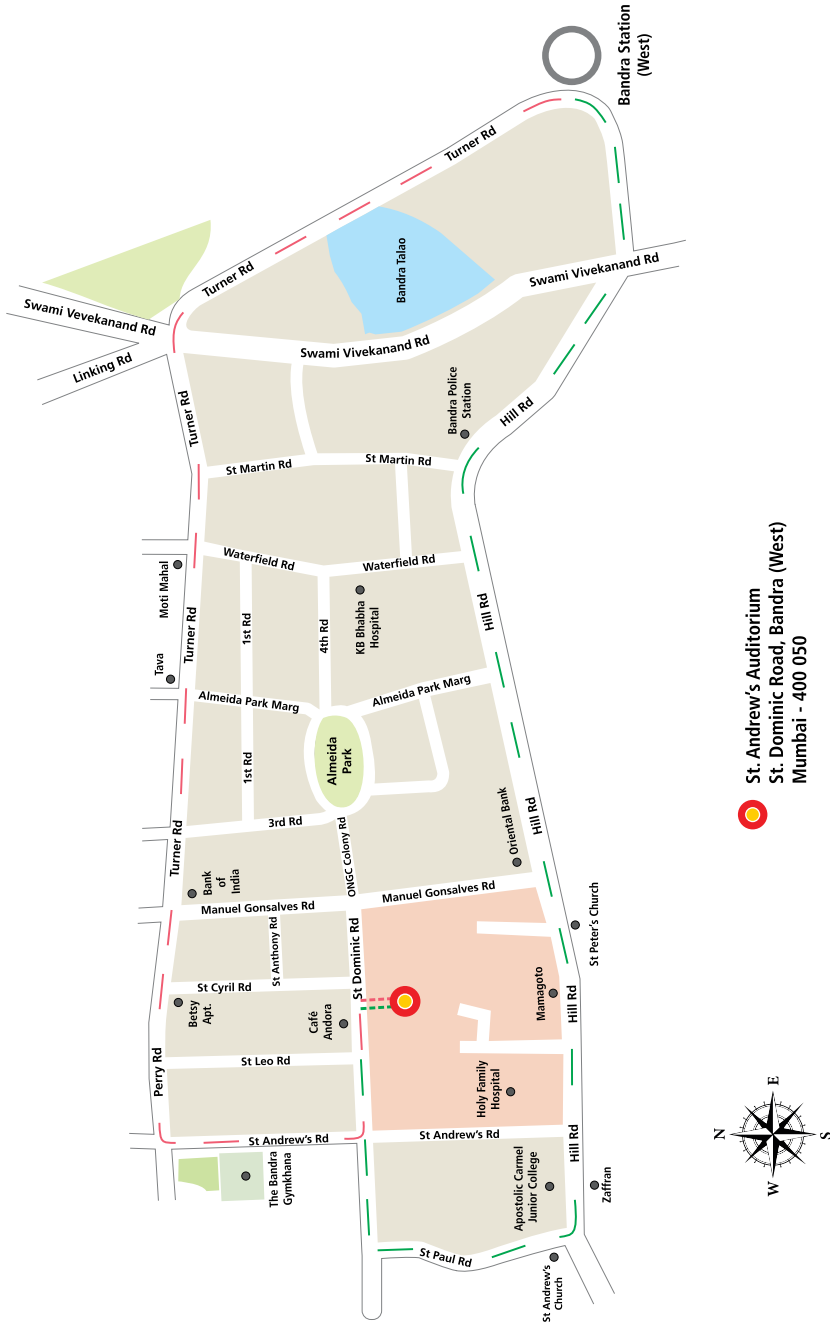 Bandra Station
(West)
Turner Rd
Turner Rd
Swami Vevekanand Rd
Linking Rd
Bandra Talao
Swami Vivekanand Rd
Swami Vivekanand Rd
Turner Rd
Bandra Police
Station
Hill Rd
St Martin Rd
St Martin Rd
Moti Mahal
Waterfield Rd
Waterfield Rd
Tava
Turner Rd
1st Rd
4th Rd
KB Bhabha
Hospital
Hill Rd
Almeida Park Marg
Almeida Park Marg
Almeida
Park
1st Rd
Turner Rd
3rd Rd
ONGC Colony Rd
Oriental Bank
Hill Rd
Bank
of
India
Manuel Gonsalves Rd
Manuel Gonsalves Rd
St Peter's Church
St Anthony Rd
St Dominic Rd
St Cyril Rd
Betsy
Apt.
Café
Andora
Mamagoto
Hill Rd
Perry Rd
St Leo Rd
Holy Family
Hospital
St Andrew's Rd
St Andrew's Rd
Hill Rd
The Bandra
Gymkhana
Apostolic Carmel
Junior College
Zaffran
St Paul Rd
St Andrew's
Church
St. Andrew's Auditorium
St. Dominic Road, Bandra (West)
Mumbai - 400 050
N
E
W
S